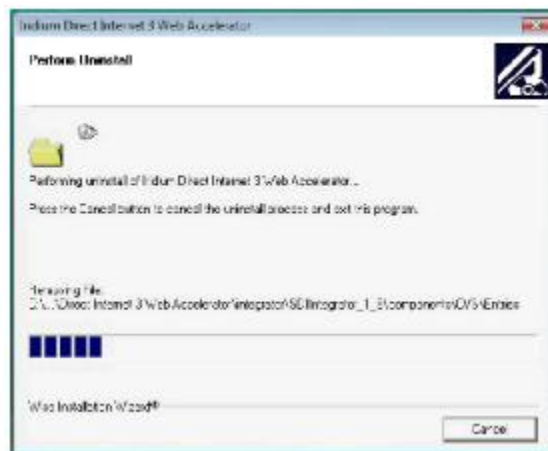 Iridium Direct Internet 3 Web Accelerator
Perform Uninstall
Performing uninstall of Iridium Direct Internet 3 Web Accelerator...
Press the Cancel button to cancel the uninstall process and exit this program.
Removing file:
C:\...\Direct Internet 3 Web Accelerator\integrator\SDIIntegrator_1_6\components\CVS\Entries
Wise Installation Wizard®
Cancel